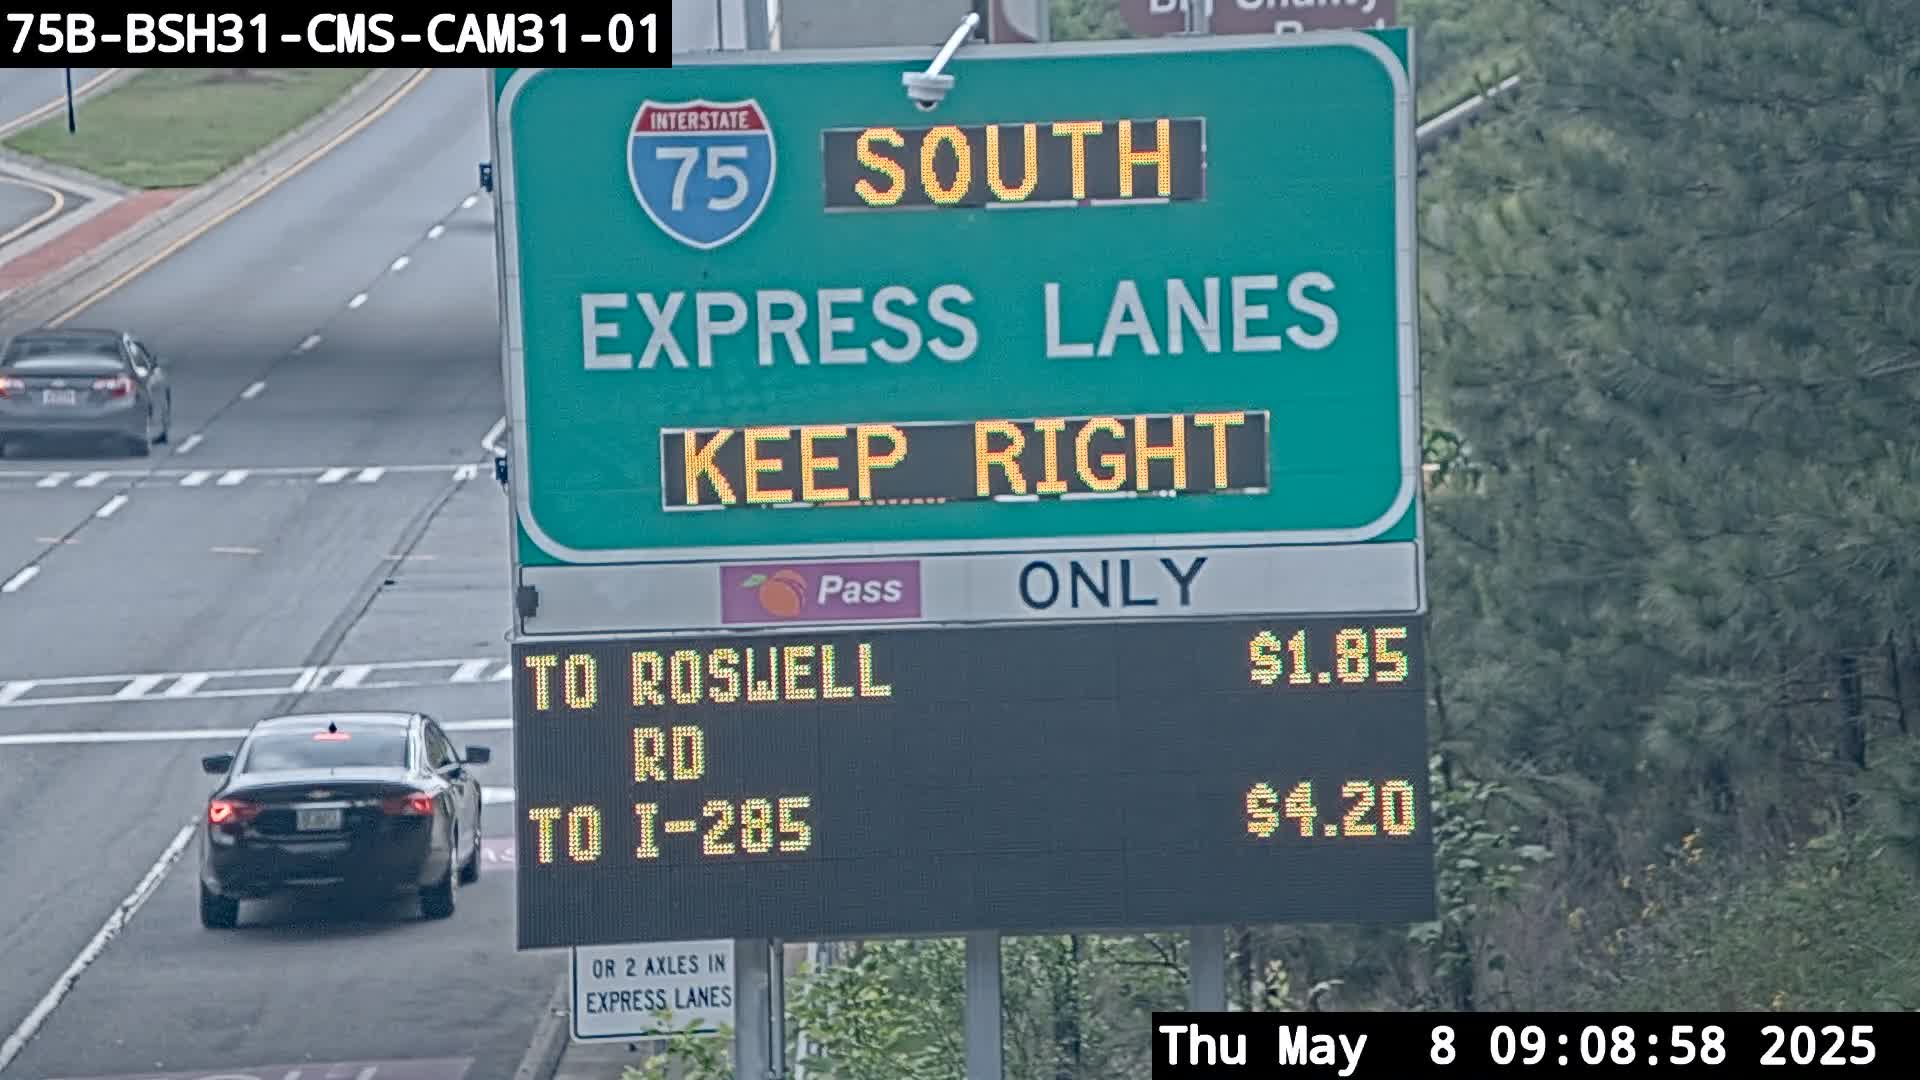 75B-BSH31-CMS-CAM31-01
INTERSTATE
75
SOUTH
EXPRESS LANES
KEEP RIGHT
Pass ONLY
TO ROSWELL $1.85
RD
TO I-285 $4.20
OR 2 AXLES IN
EXPRESS LANES
Thu May 8 09:08:58 2025